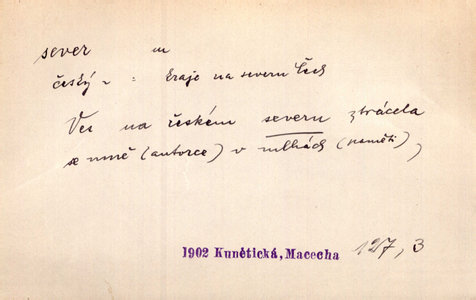 sever m
český ~ = kraje na severu Čech
Ves na českém severu ztrácela
se mně (autorce) v mlhách (paměti),
1902 Kunětická, Macecha 127, 3